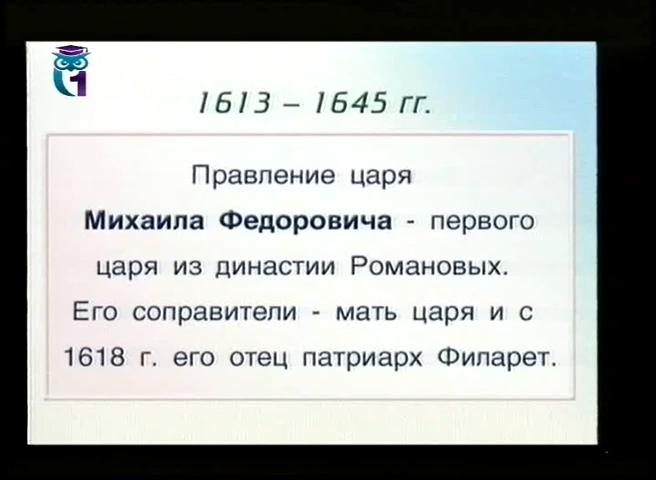 1
1613 – 1645 гг.
Правление царя
Михаила Федоровича - первого
царя из династии Романовых.
Его соправители - мать царя и с
1618 г. его отец патриарх Филарет.